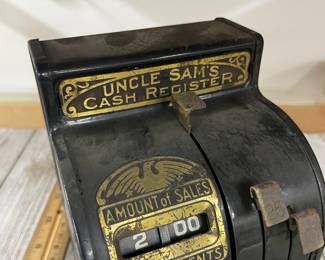 UNCLE SAM'S
CASH REGISTER
AMOUNT of SALES
2 00